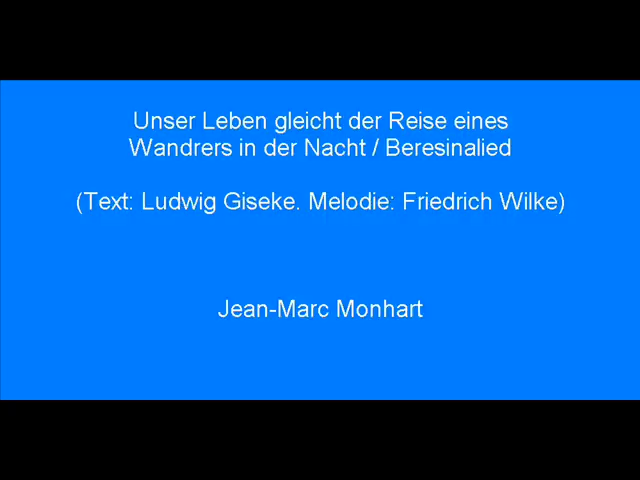 Unser Leben gleicht der Reise eines
Wandrers in der Nacht / Beresinalied
(Text: Ludwig Giseke. Melodie: Friedrich Wilke)
Jean-Marc Monhart